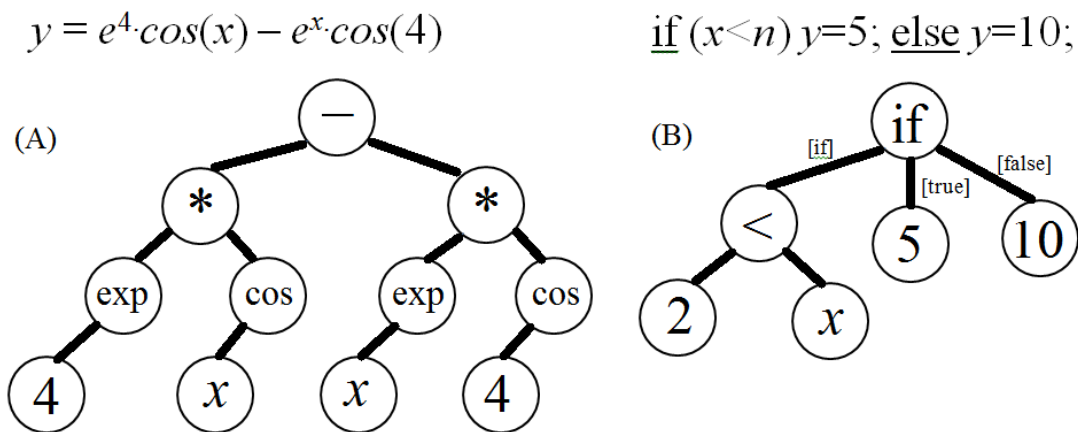 y = e⁴·cos(x) – eˣ·cos(4)
if (x<n) y=5; else y=10;
(A)
–
*
*
exp
cos
exp
cos
4
x
x
4
(B)
if
[if]
[true]
[false]
<
5
10
2
x